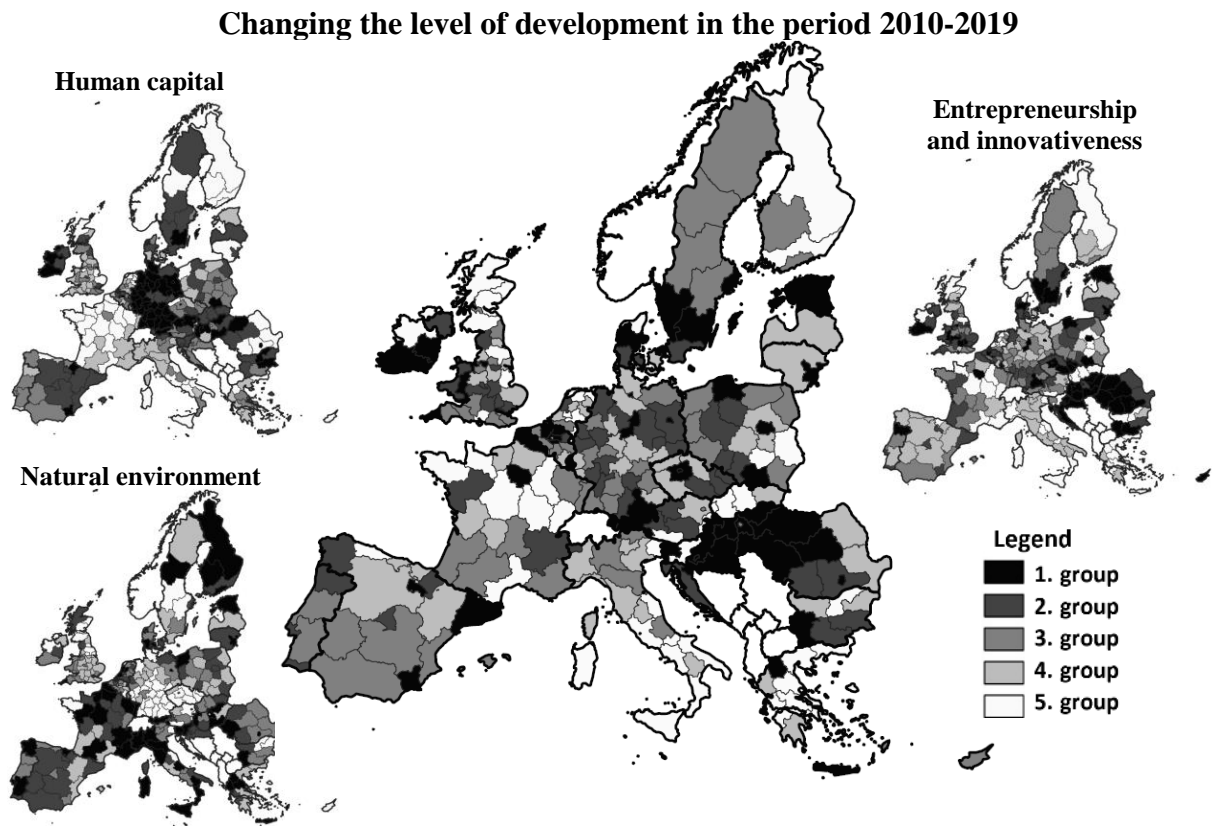 Changing the level of development in the period 2010-2019
Human capital
Entrepreneurship
and innovativeness
Natural environment
Legend
1. group
2. group
3. group
4. group
5. group